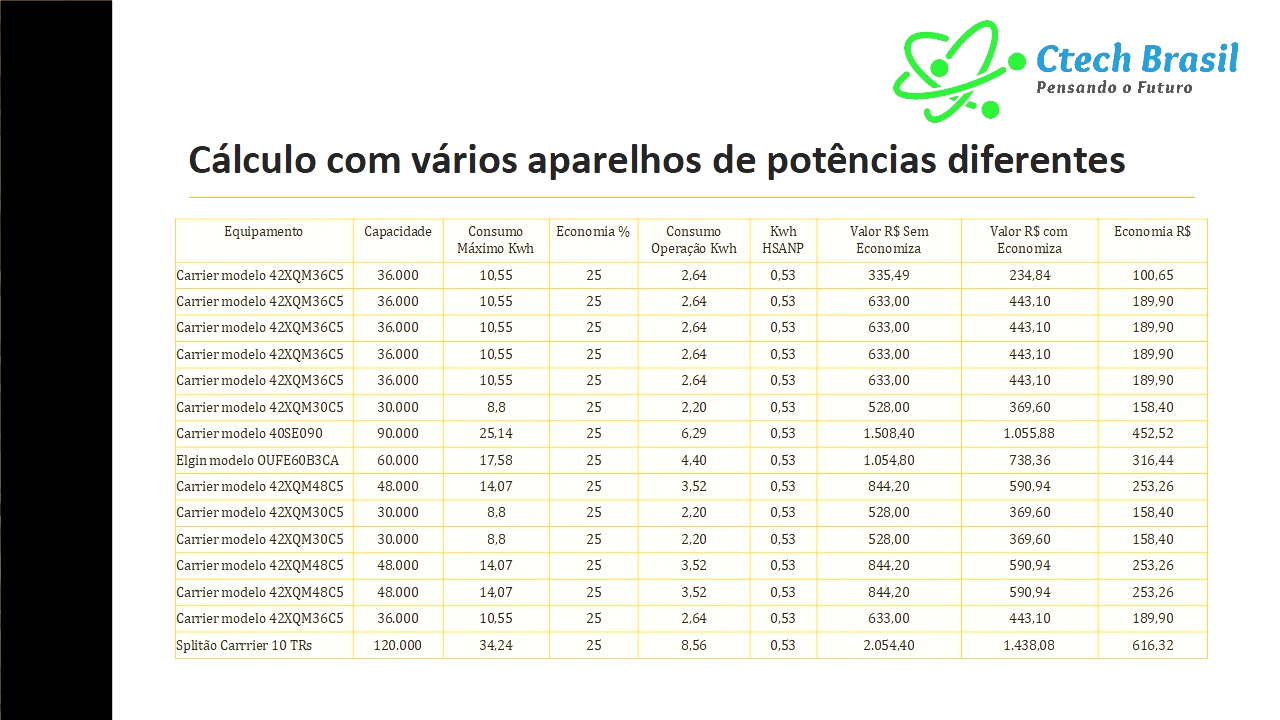 Ctech Brasil
Pensando o Futuro
Cálculo com vários aparelhos de potências diferentes
Equipamento Capacidade Consumo Máximo Kwh Economia % Consumo Operação Kwh Kwh HSANP Valor R$ Sem Economiza Valor R$ com Economiza Economia R$
Carrier modelo 42XQM36C5 36.000 10,55 25 2,64 0,53 335,49 234,84 100,65
Carrier modelo 42XQM36C5 36.000 10,55 25 2,64 0,53 633,00 443,10 189,90
Carrier modelo 42XQM36C5 36.000 10,55 25 2,64 0,53 633,00 443,10 189,90
Carrier modelo 42XQM36C5 36.000 10,55 25 2,64 0,53 633,00 443,10 189,90
Carrier modelo 42XQM36C5 36.000 10,55 25 2,64 0,53 633,00 443,10 189,90
Carrier modelo 42XQM30C5 30.000 8,8 25 2,20 0,53 528,00 369,60 158,40
Carrier modelo 40SE090 90.000 25,14 25 6,29 0,53 1.508,40 1.055,88 452,52
Elgin modelo OUFE60B3CA 60.000 17,58 25 4,40 0,53 1.054,80 738,36 316,44
Carrier modelo 42XQM48C5 48.000 14,07 25 3,52 0,53 844,20 590,94 253,26
Carrier modelo 42XQM30C5 30.000 8,8 25 2,20 0,53 528,00 369,60 158,40
Carrier modelo 42XQM30C5 30.000 8,8 25 2,20 0,53 528,00 369,60 158,40
Carrier modelo 42XQM48C5 48.000 14,07 25 3,52 0,53 844,20 590,94 253,26
Carrier modelo 42XQM48C5 48.000 14,07 25 3,52 0,53 844,20 590,94 253,26
Carrier modelo 42XQM36C5 36.000 10,55 25 2,64 0,53 633,00 443,10 189,90
Splitão Carrrier 10 TRs 120.000 34,24 25 8,56 0,53 2.054,40 1.438,08 616,32